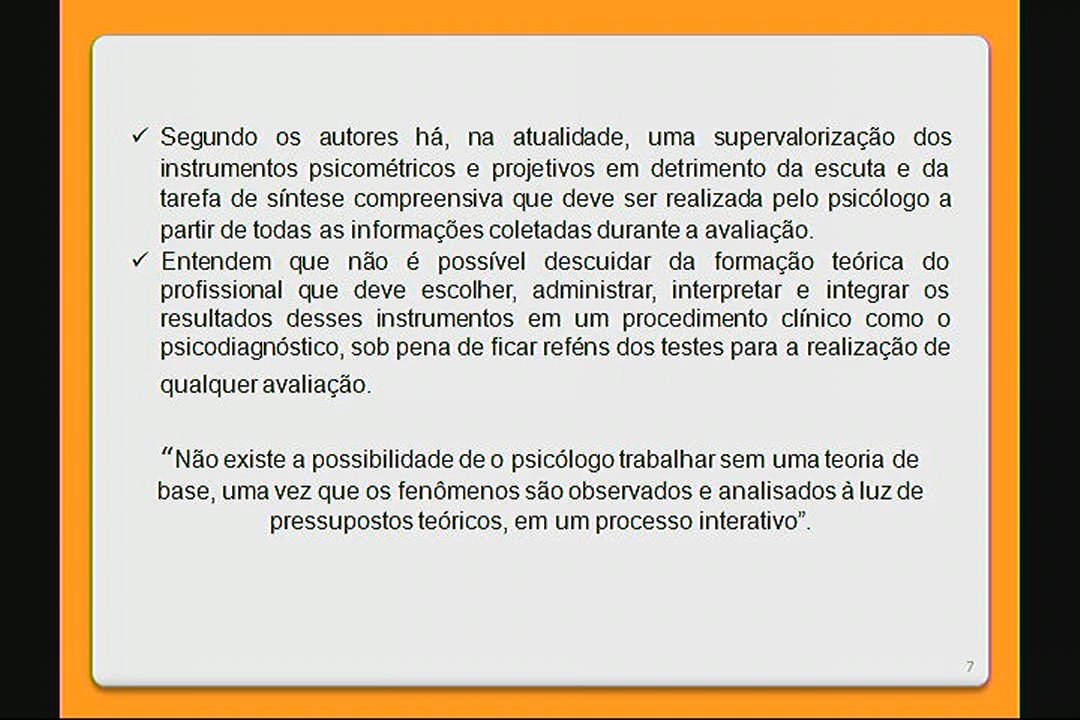 ✓ Segundo os autores há, na atualidade, uma supervalorização dos
instrumentos psicométricos e projetivos em detrimento da escuta e da
tarefa de síntese compreensiva que deve ser realizada pelo psicólogo a
partir de todas as informações coletadas durante a avaliação.
✓ Entendem que não é possível descuidar da formação teórica do
profissional que deve escolher, administrar, interpretar e integrar os
resultados desses instrumentos em um procedimento clínico como o
psicodiagnóstico, sob pena de ficar reféns dos testes para a realização de
qualquer avaliação.
“Não existe a possibilidade de o psicólogo trabalhar sem uma teoria de
base, uma vez que os fenômenos são observados e analisados à luz de
pressupostos teóricos, em um processo interativo”.
7